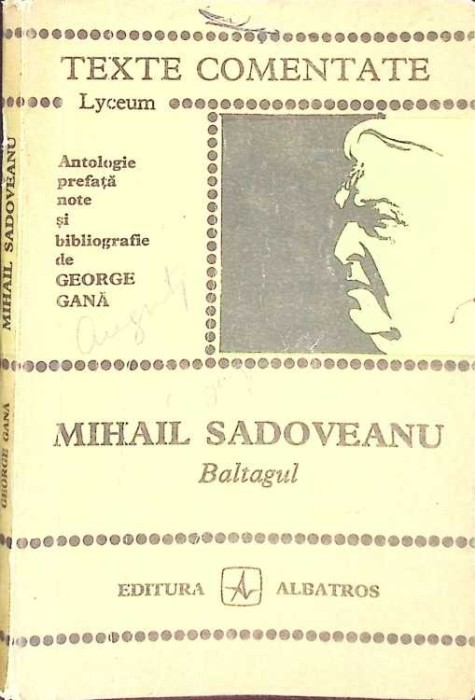 TEXTE COMENTATE
Lyceum
Antologie
prefață
note
și
bibliografie
de
GEORGE
GANĂ
MIHAIL SADOVEANU
Baltagul
EDITURA ALBATROS
MIHAIL SADOVEANU
GEORGE GANĂ